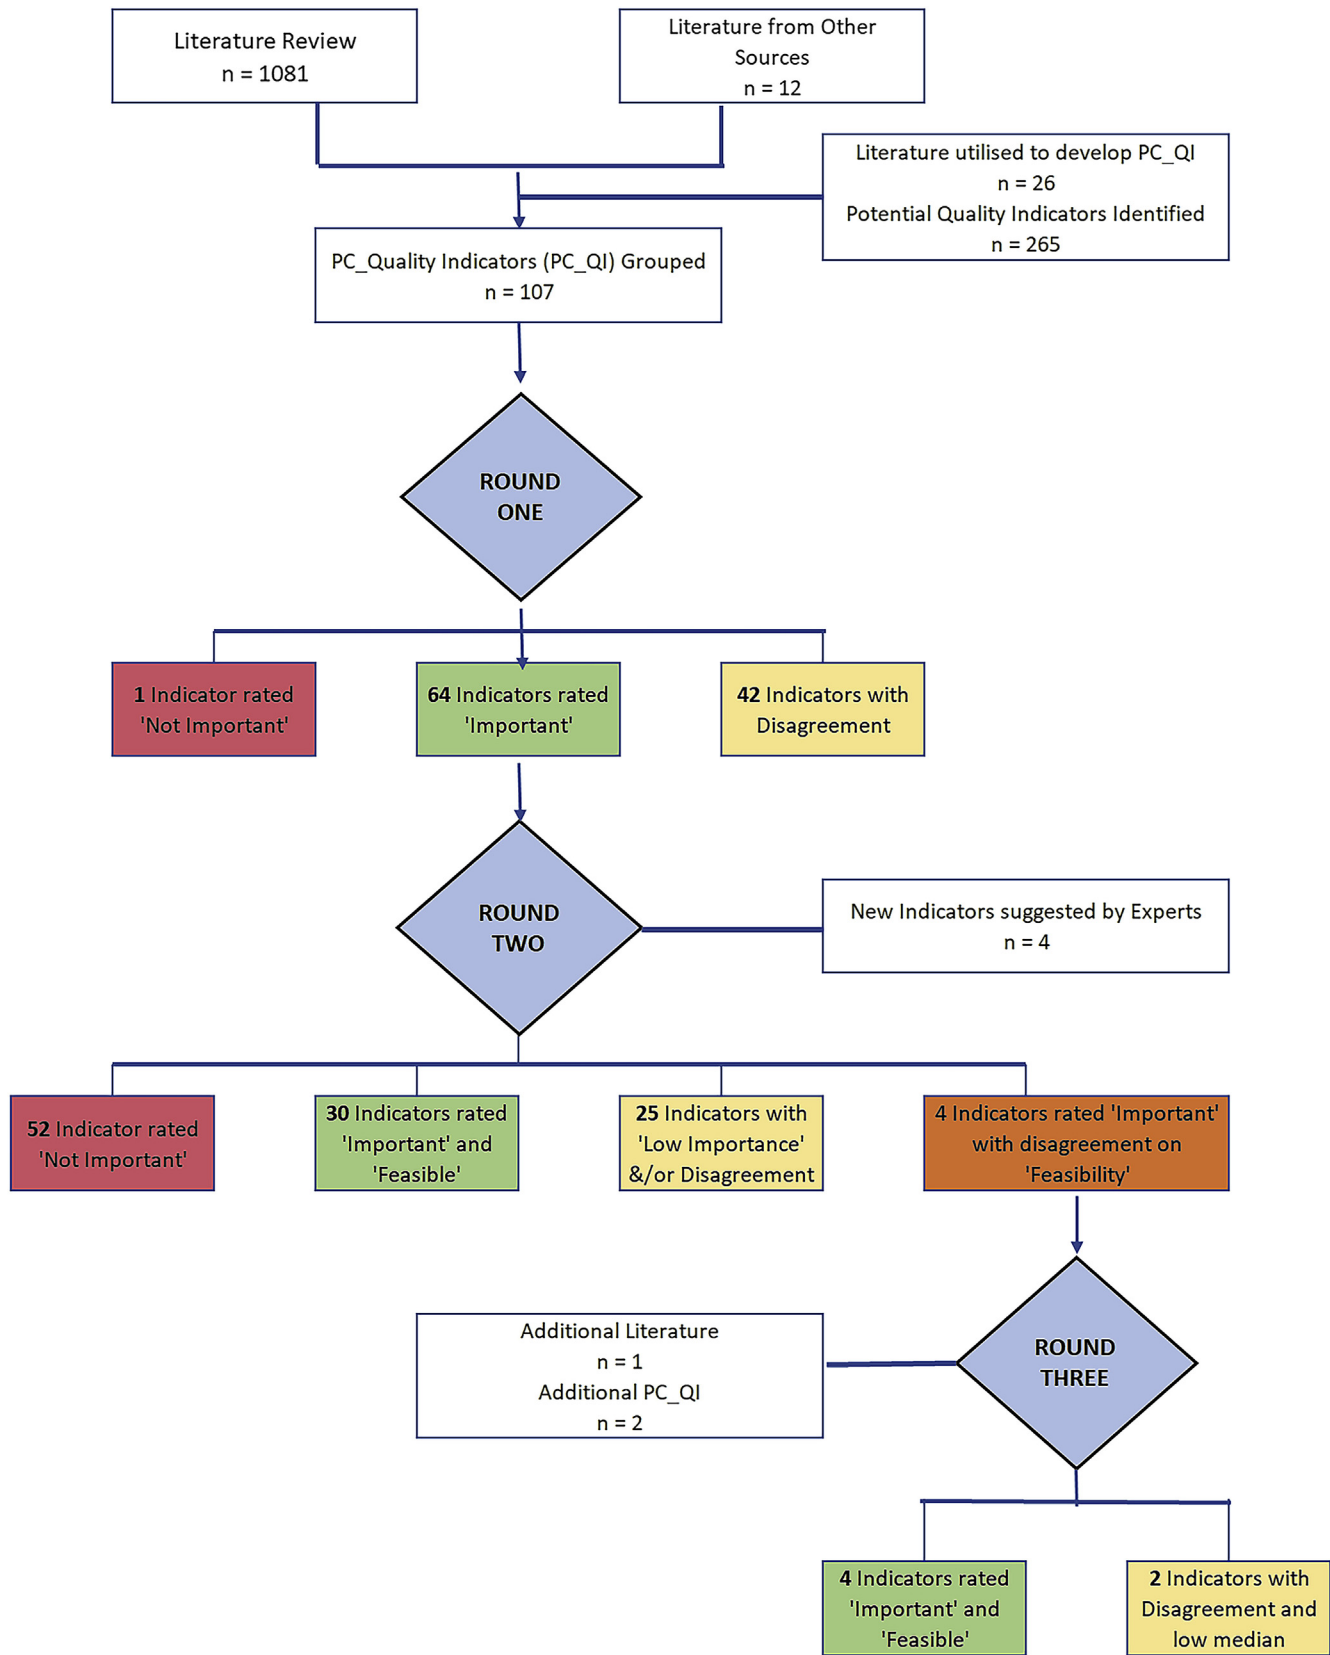 Literature Review
n = 1081
Literature from Other
Sources
n = 12
Literature utilised to develop PC_QI
n = 26
Potential Quality Indicators Identified
n = 265
PC_Quality Indicators (PC_QI) Grouped
n = 107
ROUND
ONE
1 Indicator rated
'Not Important'
64 Indicators rated
'Important'
42 Indicators with
Disagreement
ROUND
TWO
New Indicators suggested by Experts
n = 4
52 Indicator rated
'Not Important'
30 Indicators rated
'Important' and
'Feasible'
25 Indicators with
'Low Importance'
&/or Disagreement
4 Indicators rated 'Important'
with disagreement on
'Feasibility'
Additional Literature
n = 1
Additional PC_QI
n = 2
ROUND
THREE
4 Indicators rated
'Important' and
'Feasible'
2 Indicators with
Disagreement and
low median